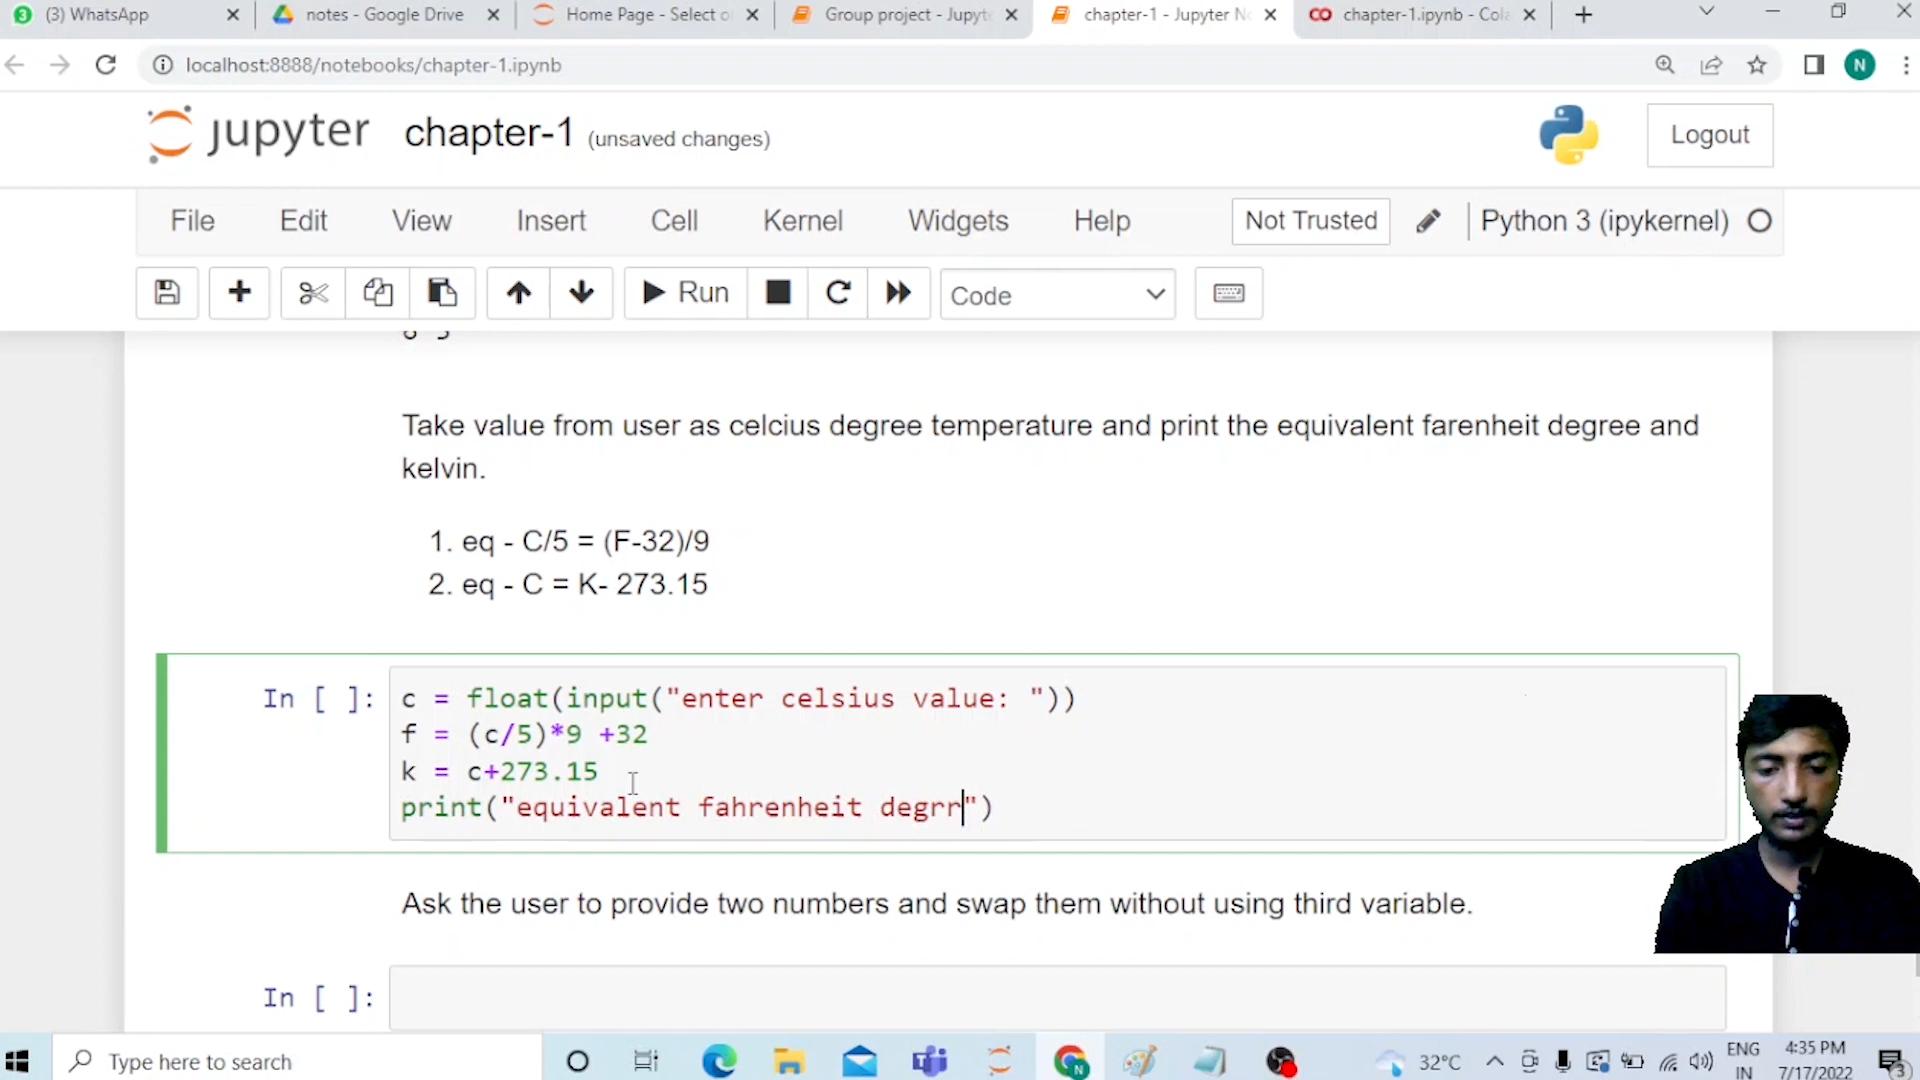 (3) WhatsApp
notes - Google Drive
Home Page - Select o
Group project - Jupyte
chapter-1 - Jupyter No
chapter-1.ipynb - Cola
localhost:8888/notebooks/chapter-1.ipynb
N
jupyter chapter-1 (unsaved changes)
Logout
File Edit View Insert Cell Kernel Widgets Help
Not Trusted
Python 3 (ipykernel)
Run
Code
Take value from user as celcius degree temperature and print the equivalent farenheit degree and
kelvin.
1. eq - C/5 = (F-32)/9
2. eq - C = K- 273.15
In [ ]: c = float(input("enter celsius value: "))
f = (c/5)*9 +32
k = c+273.15
print("equivalent fahrenheit degrr")
Ask the user to provide two numbers and swap them without using third variable.
In [ ]:
Type here to search
32°C
ENG
IN
4:35 PM
7/17/2022
3